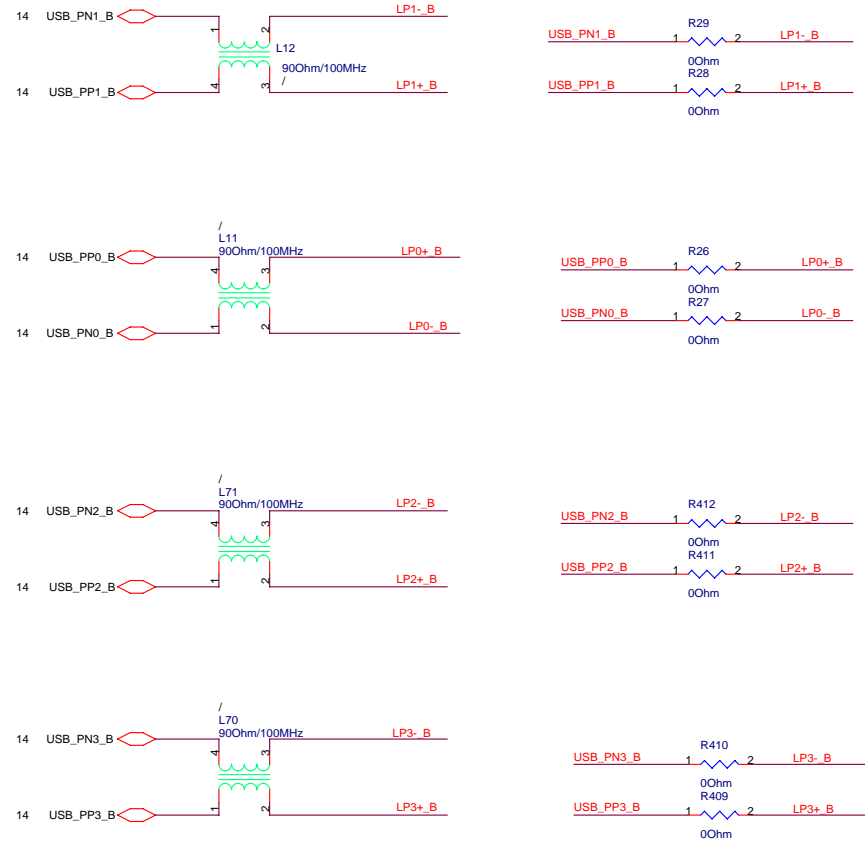 14 USB_PN1_B 1 2 LP1-_B
L12
90Ohm/100MHz
/
14 USB_PP1_B 4 3 LP1+_B
R29
USB_PN1_B 1 2 LP1-_B
0Ohm
R28
USB_PP1_B 1 2 LP1+_B
0Ohm
/
L11
90Ohm/100MHz
14 USB_PP0_B 4 3 LP0+_B
14 USB_PN0_B 1 2 LP0-_B
R26
USB_PP0_B 1 2 LP0+_B
0Ohm
R27
USB_PN0_B 1 2 LP0-_B
0Ohm
/
L71
90Ohm/100MHz
14 USB_PN2_B 4 3 LP2-_B
14 USB_PP2_B 1 2 LP2+_B
R412
USB_PN2_B 1 2 LP2-_B
0Ohm
R411
USB_PP2_B 1 2 LP2+_B
0Ohm
/
L70
90Ohm/100MHz
14 USB_PN3_B 4 3 LP3-_B
14 USB_PP3_B 1 2 LP3+_B
R410
USB_PN3_B 1 2 LP3-_B
0Ohm
R409
USB_PP3_B 1 2 LP3+_B
0Ohm